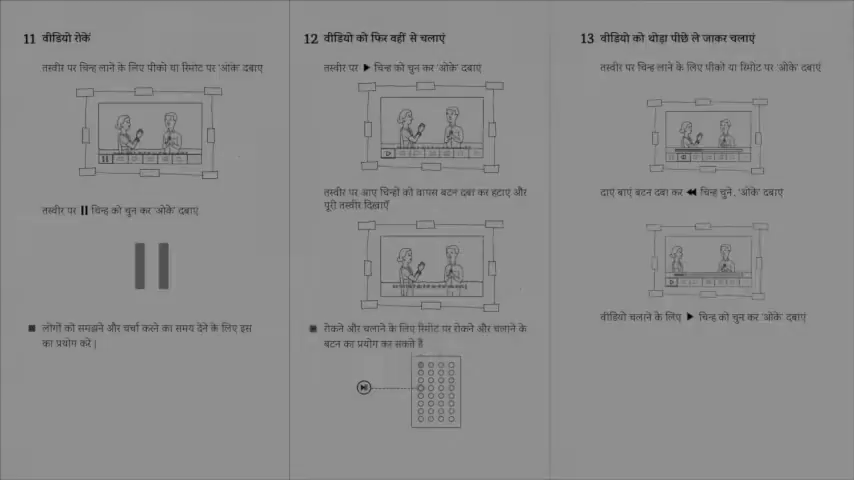 11 वीडियो रोकें
तस्वीर पर चिन्ह लाने के लिए पीको या रिमोट पर 'ओके' दबाएं
तस्वीर पर चिन्ह को चुन कर 'ओके' दबाएं
लोगों को समझने और चर्चा करने का समय देने के लिए इस
का प्रयोग करें |
12 वीडियो को फिर वहीं से चलाएं
तस्वीर पर ▶ चिन्ह को चुन कर 'ओके' दबाएं
तस्वीर पर आए चिन्हों को वापस बटन दबा कर हटाएं और
पूरी तस्वीर दिखाएँ
रोकने और चलाने के लिए रिमोट पर रोकने और चलाने के
बटन का प्रयोग कर सकते हैं
13 वीडियो को थोड़ा पीछे ले जाकर चलाएं
तस्वीर पर चिन्ह लाने के लिए पीको या रिमोट पर 'ओके' दबाएं
दाएं बाएं बटन दबा कर ◀◀ चिन्ह चुनें, 'ओके' दबाएं
वीडियो चलाने के लिए ▶ चिन्ह को चुन कर 'ओके' दबाएं